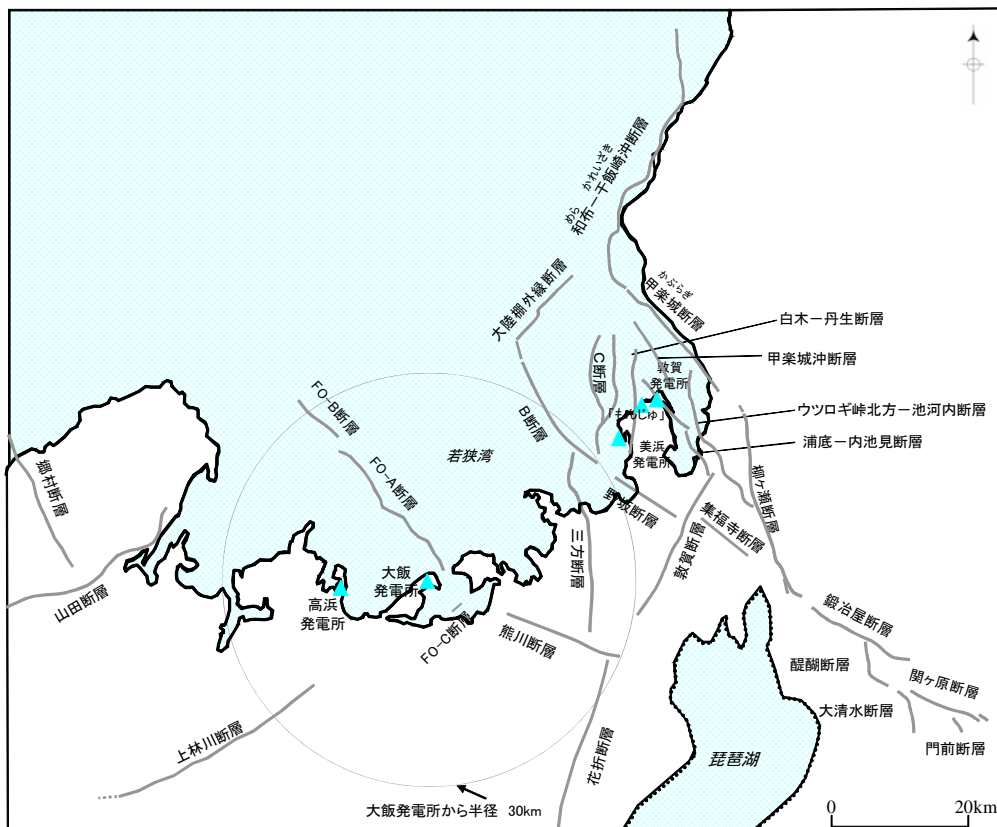 かれいざき
めら
和布－干飯崎沖断層
かぶらぎ
甲楽城断層
大陸棚外縁断層
白木－丹生断層
C断層
甲楽城沖断層
敦賀
発電所
FO-B断層
B断層
「もんじゅ」
ウツロギ峠北方－池河内断層
美浜
発電所
浦底－内池見断層
若狭湾
FO-A断層
郷村断層
柳ヶ瀬断層
野坂断層
集福寺断層
三方断層
敦賀断層
山田断層
大飯
発電所
高浜
発電所
FO-C断層
熊川断層
鍛冶屋断層
醍醐断層
関ヶ原断層
大清水断層
上林川断層
門前断層
花折断層
琵琶湖
大飯発電所から半径 30km
0
20km